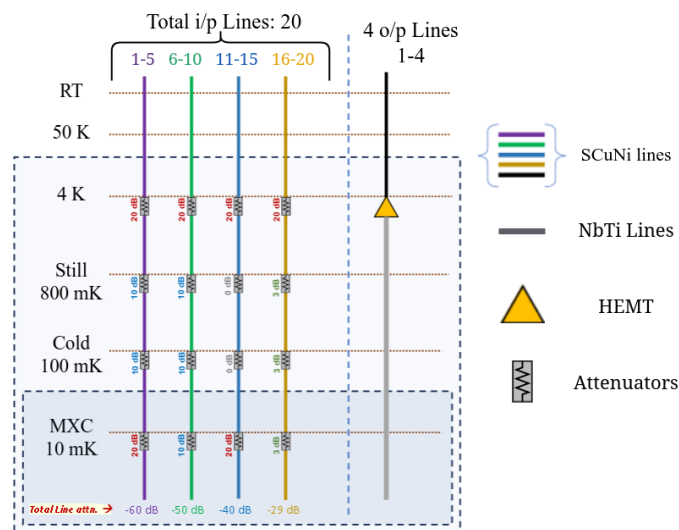 Total i/p Lines: 20
4 o/p Lines
1-4
1-5 6-10 11-15 16-20
RT
50 K
SCuNi lines
4 K
20 dB 20 dB 20 dB 20 dB
NbTi Lines
Still
800 mK
10 dB 10 dB 0 dB 3 dB
HEMT
Cold
100 mK
10 dB 10 dB 0 dB 3 dB
Attenuators
MXC
10 mK
20 dB 10 dB 20 dB 3 dB
Total Line attn. → -60 dB -50 dB -40 dB -29 dB